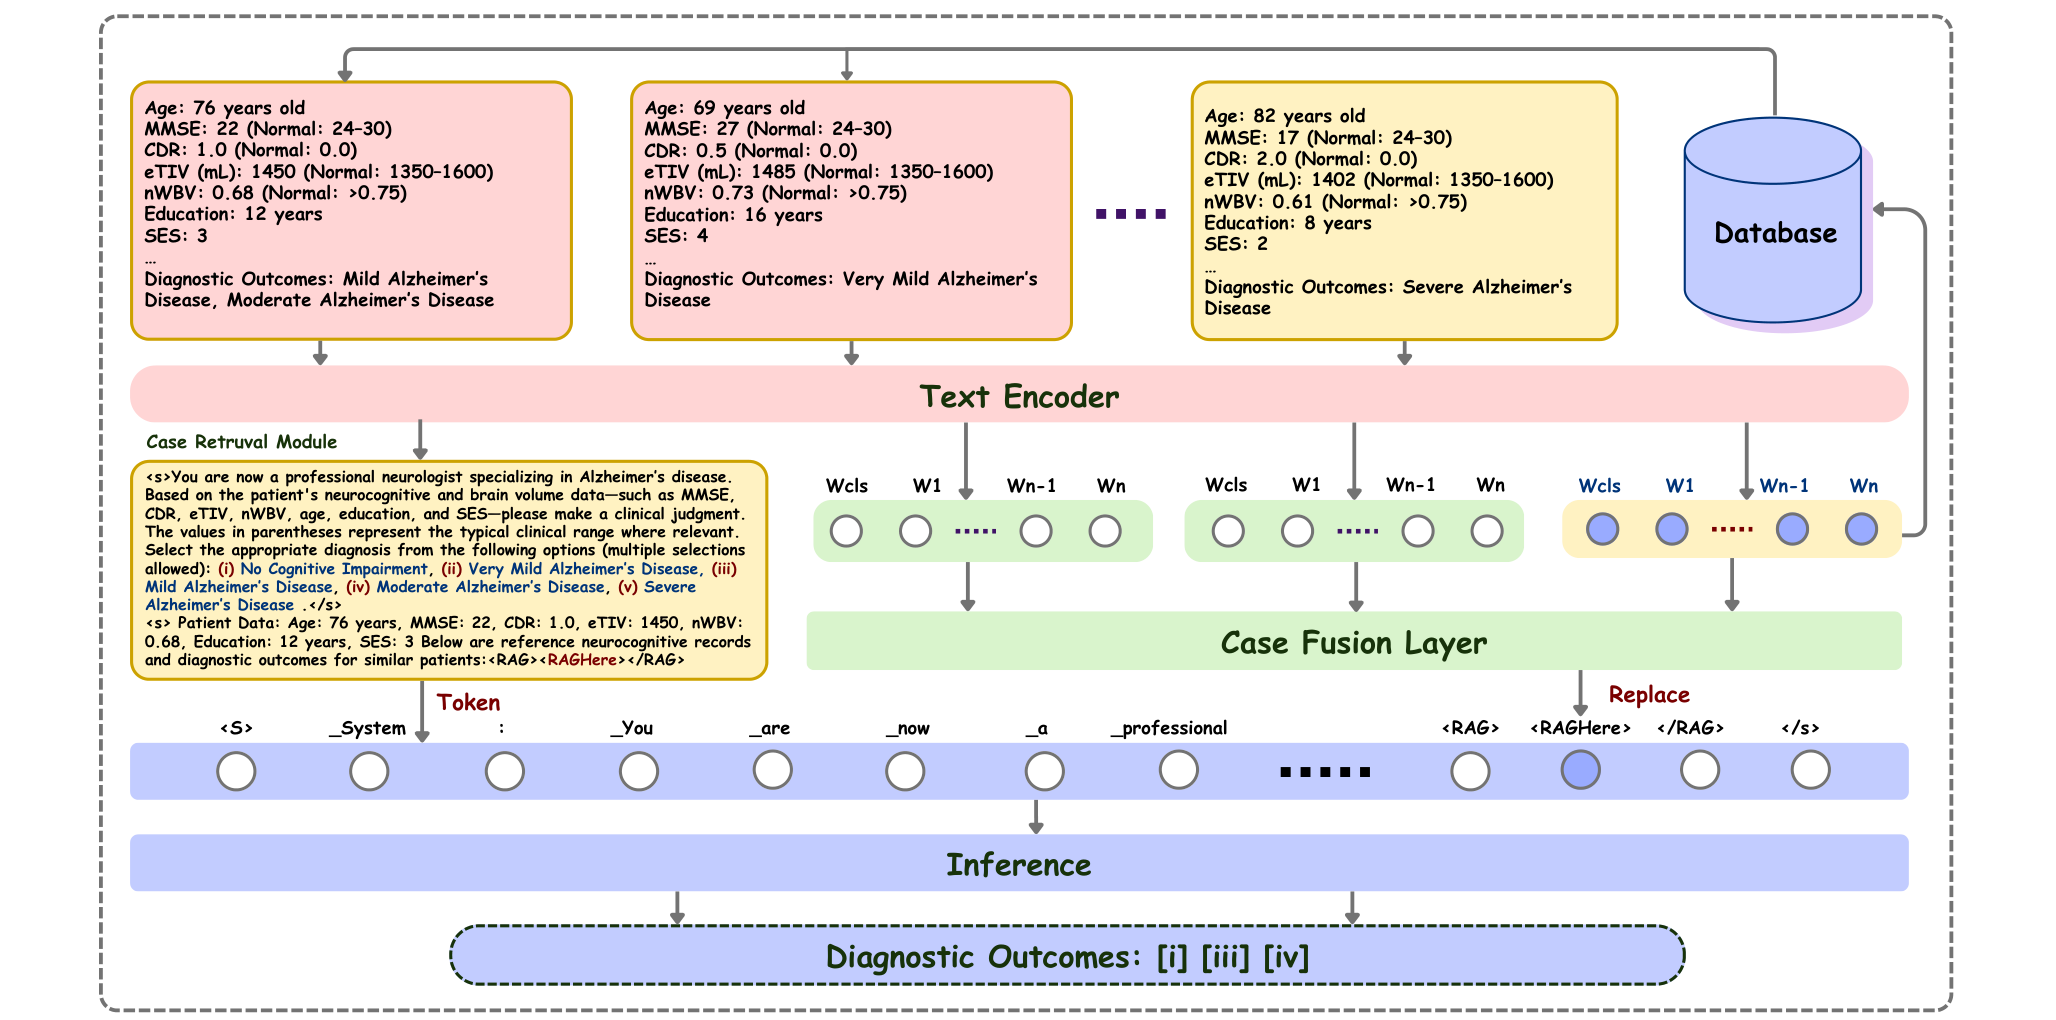 Age: 76 years old
MMSE: 22 (Normal: 24–30)
CDR: 1.0 (Normal: 0.0)
eTIV (mL): 1450 (Normal: 1350–1600)
nWBV: 0.68 (Normal: >0.75)
Education: 12 years
SES: 3
…
Diagnostic Outcomes: Mild Alzheimer’s
Disease, Moderate Alzheimer’s Disease
Age: 69 years old
MMSE: 27 (Normal: 24–30)
CDR: 0.5 (Normal: 0.0)
eTIV (mL): 1485 (Normal: 1350–1600)
nWBV: 0.73 (Normal: >0.75)
Education: 16 years
SES: 4
…
Diagnostic Outcomes: Very Mild Alzheimer’s
Disease
Age: 82 years old
MMSE: 17 (Normal: 24–30)
CDR: 2.0 (Normal: 0.0)
eTIV (mL): 1402 (Normal: 1350–1600)
nWBV: 0.61 (Normal: >0.75)
Education: 8 years
SES: 2
…
Diagnostic Outcomes: Severe Alzheimer’s
Disease
Database
Text Encoder
Case Retruval Module
<s>You are now a professional neurologist specializing in Alzheimer’s disease.
Based on the patient's neurocognitive and brain volume data—such as MMSE,
CDR, eTIV, nWBV, age, education, and SES—please make a clinical judgment.
The values in parentheses represent the typical clinical range where relevant.
Select the appropriate diagnosis from the following options (multiple selections
allowed): (i) No Cognitive Impairment, (ii) Very Mild Alzheimer’s Disease, (iii)
Mild Alzheimer’s Disease, (iv) Moderate Alzheimer’s Disease, (v) Severe
Alzheimer’s Disease .</s>
<s> Patient Data: Age: 76 years, MMSE: 22, CDR: 1.0, eTIV: 1450, nWBV:
0.68, Education: 12 years, SES: 3 Below are reference neurocognitive records
and diagnostic outcomes for similar patients:<RAG><RAGHere></RAG>
Wcls W1 Wn-1 Wn
Wcls W1 Wn-1 Wn
Wcls W1 Wn-1 Wn
Case Fusion Layer
Token
Replace
<S> _System : _You _are _now _a _professional <RAG> <RAGHere> </RAG> </s>
Inference
Diagnostic Outcomes: [i] [iii] [iv]